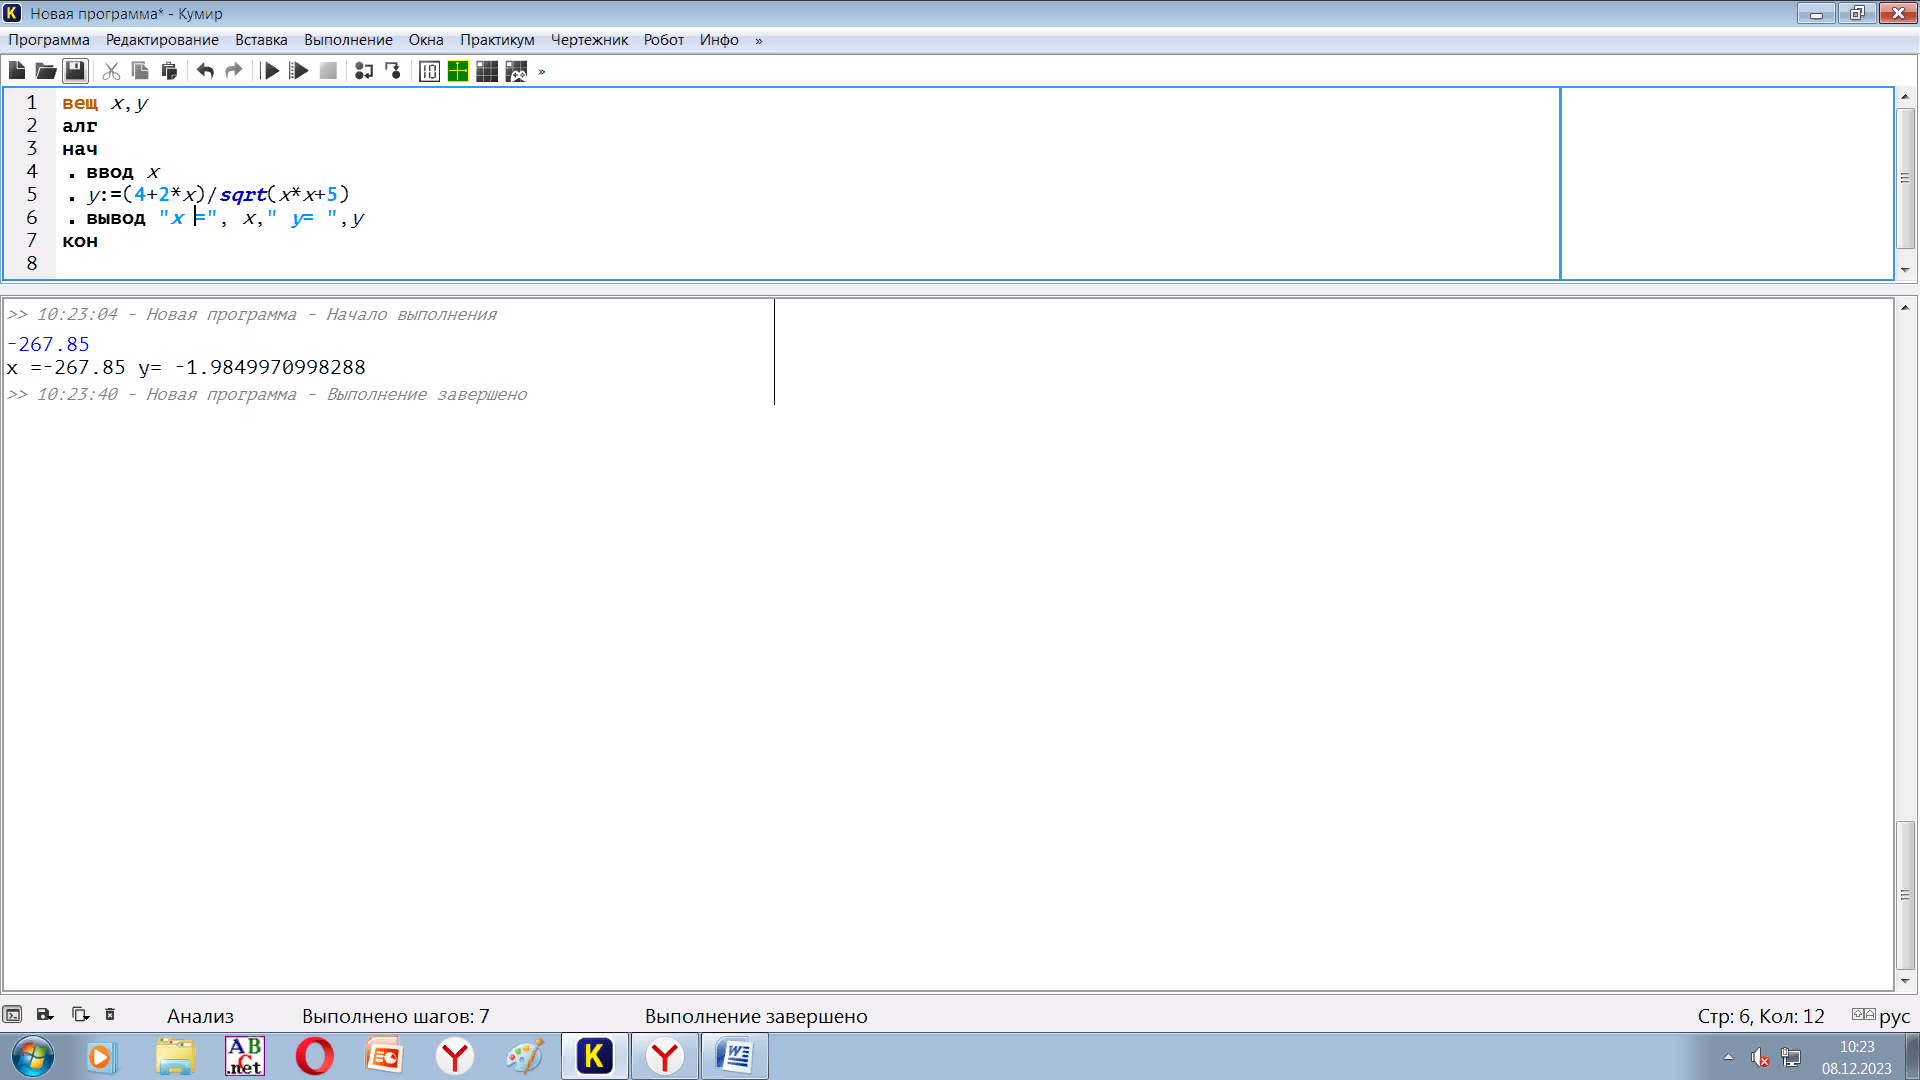 Новая программа* - Кумир
Программа Редактирование Вставка Выполнение Окна Практикум Чертежник Робот Инфо »
»
1 вещ x,y
2 алг
3 нач
4 . ввод x
5 . y:=(4+2*x)/sqrt(x*x+5)
6 . вывод "x =", x," y= ",y
7 кон
8
>> 10:23:04 - Новая программа - Начало выполнения
-267.85
x =-267.85 y= -1.9849970998288
>> 10:23:40 - Новая программа - Выполнение завершено
Анализ Выполнено шагов: 7 Выполнение завершено Стр: 6, Кол: 12 рус
10:23
08.12.2023